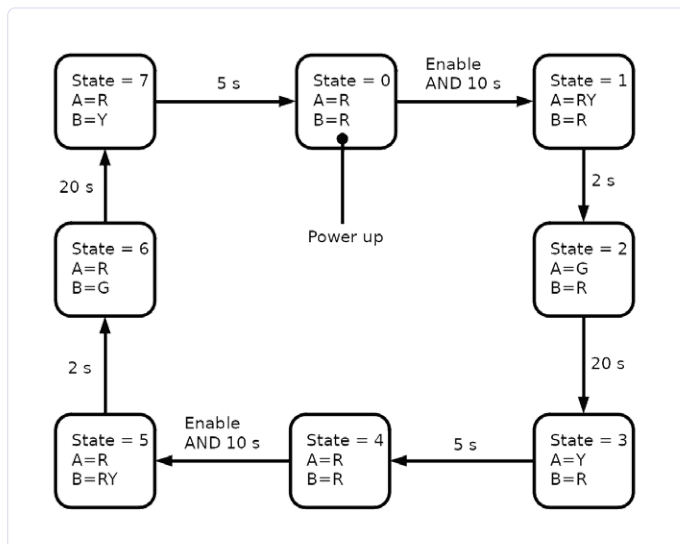 State = 7
A=R
B=Y
5 s
State = 0
A=R
B=R
Enable
AND 10 s
State = 1
A=RY
B=R
20 s
Power up
2 s
State = 6
A=R
B=G
State = 2
A=G
B=R
2 s
20 s
State = 5
A=R
B=RY
Enable
AND 10 s
State = 4
A=R
B=R
5 s
State = 3
A=Y
B=R